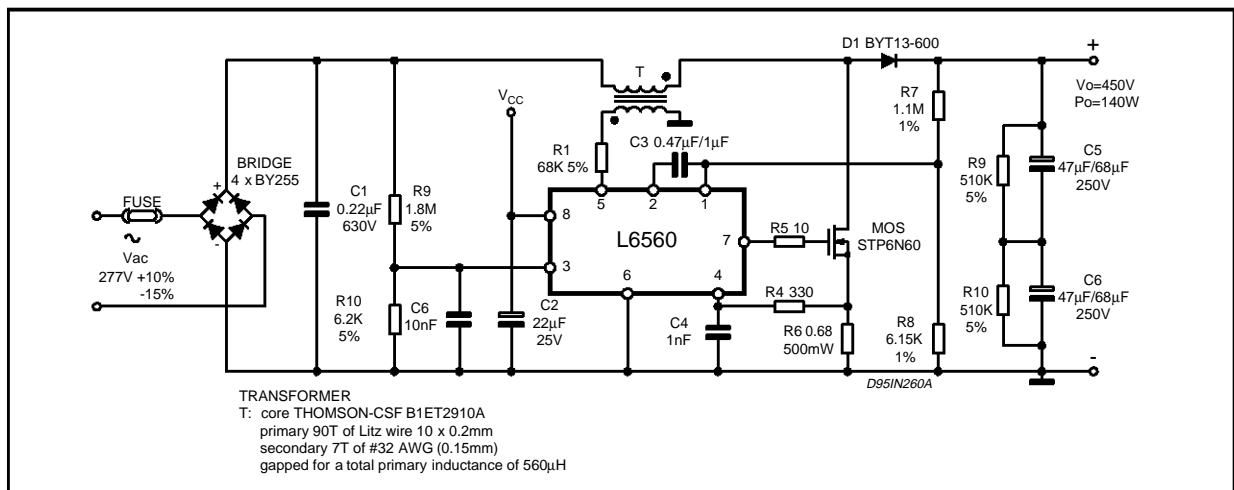 D1 BYT13-600
+
T
Vo=450V
Po=140W
VCC
R7
1.1M
1%
C3 0.47µF/1µF
R1
68K 5%
BRIDGE
4 x BY255
+
-
FUSE
Vac
277V +10%
-15%
C1
0.22µF
630V
R9
1.8M
5%
R9
510K
5%
C5
47µF/68µF
250V
5
2
1
8
L6560
7
R5 10
MOS
STP6N60
3
6
4
R10
6.2K
5%
C6
10nF
C2
22µF
25V
C4
1nF
R4 330
R6 0.68
500mW
R8
6.15K
1%
R10
510K
5%
C6
47µF/68µF
250V
-
D95IN260A
TRANSFORMER
T: core THOMSON-CSF B1ET2910A
primary 90T of Litz wire 10 x 0.2mm
secondary 7T of #32 AWG (0.15mm)
gapped for a total primary inductance of 560µH